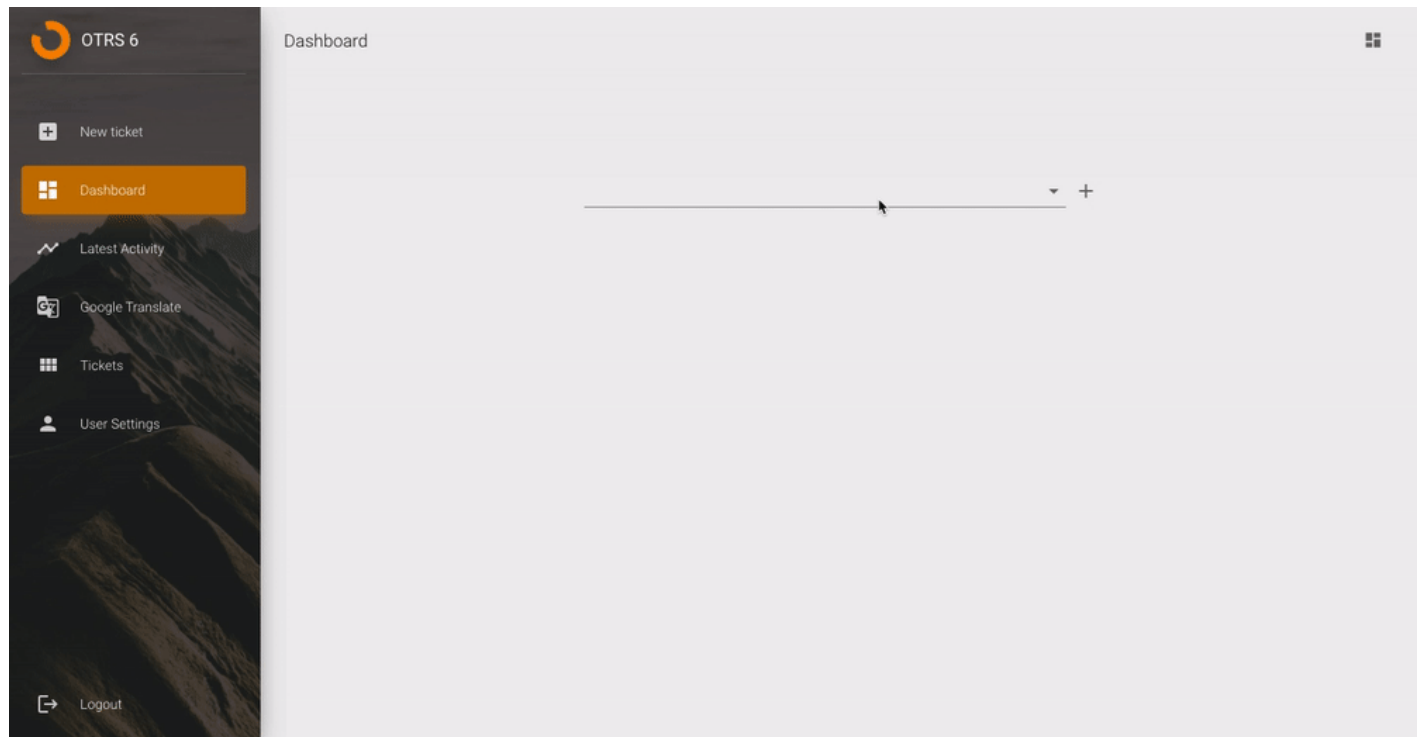 OTRS 6
Dashboard
New ticket
Dashboard
Latest Activity
Google Translate
Tickets
User Settings
Logout